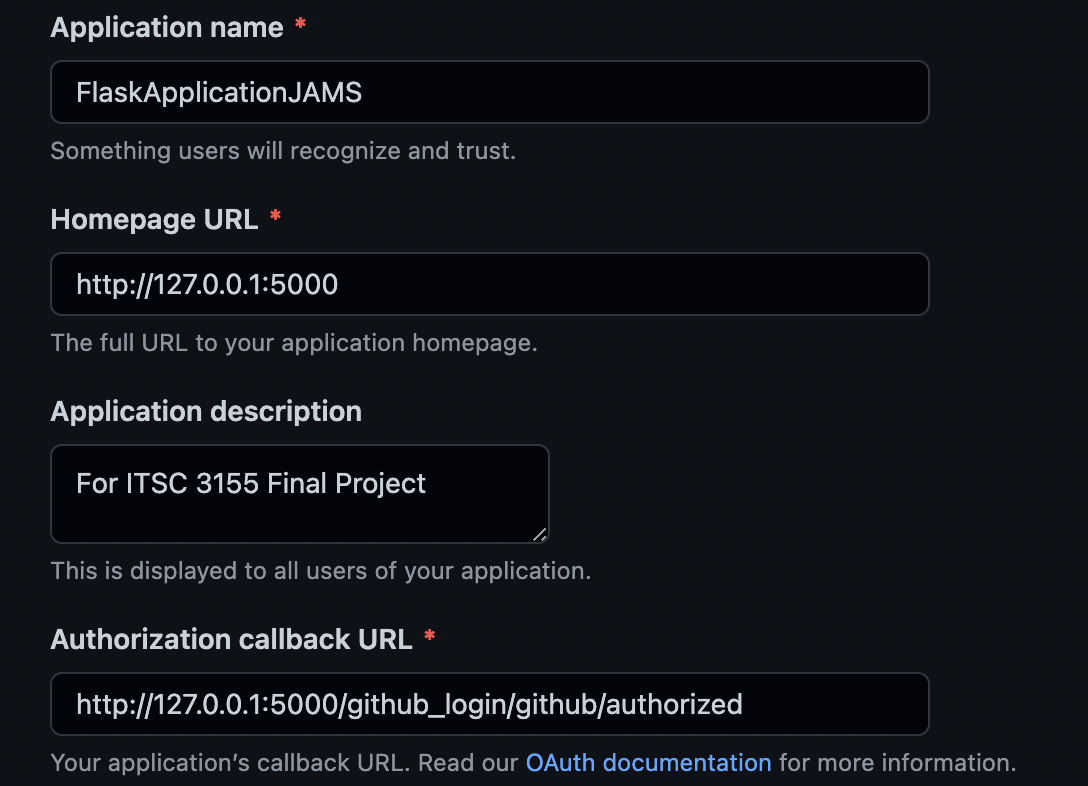 Application name *
FlaskApplicationJAMS
Something users will recognize and trust.
Homepage URL *
http://127.0.0.1:5000
The full URL to your application homepage.
Application description
For ITSC 3155 Final Project
This is displayed to all users of your application.
Authorization callback URL *
http://127.0.0.1:5000/github_login/github/authorized
Your application’s callback URL. Read our OAuth documentation for more information.